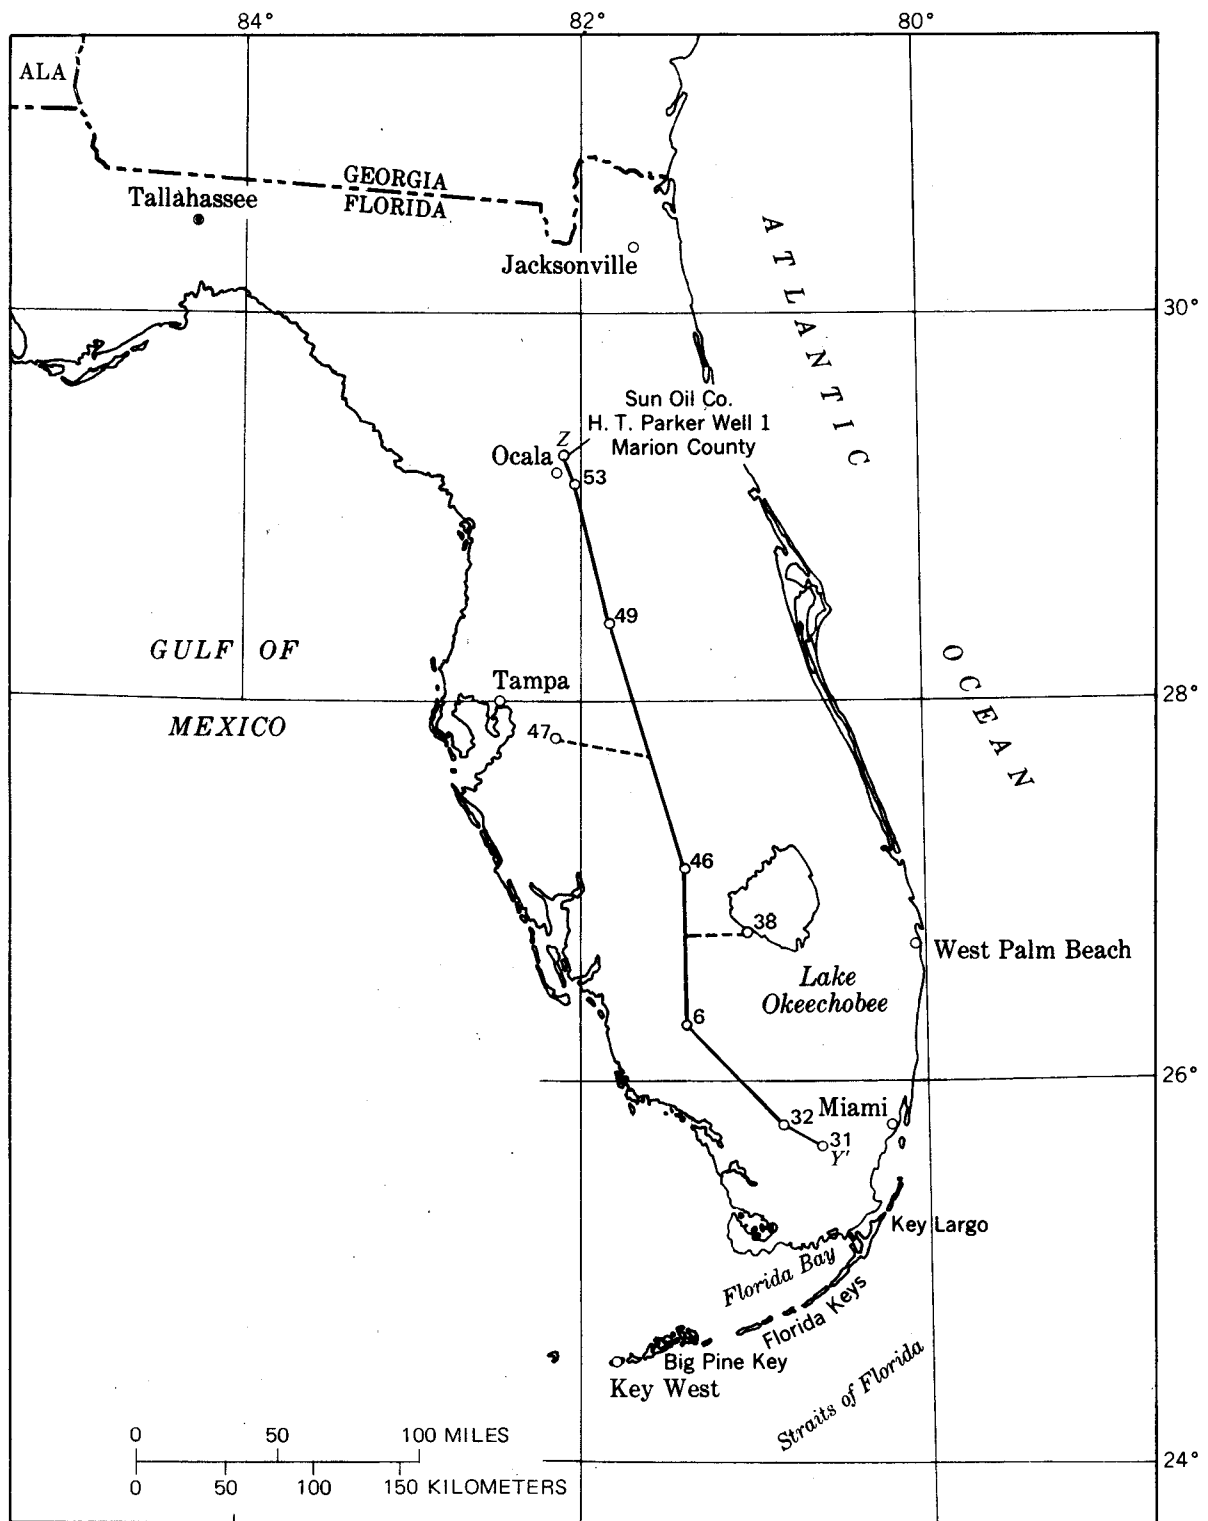 84°
82°
80°
ALA
GEORGIA
FLORIDA
Tallahassee
Jacksonville
ATLANTIC
30°
Sun Oil Co.
H. T. Parker Well 1
Marion County
Z
Ocala
53
49
GULF OF
MEXICO
OCEAN
Tampa
28°
47
46
38
West Palm Beach
Lake
Okeechobee
6
26°
32
Miami
31
Y'
Key Largo
Florida Bay
Florida Keys
Big Pine Key
Key West
Straits of Florida
0 50 100 MILES
0 50 100 150 KILOMETERS
24°